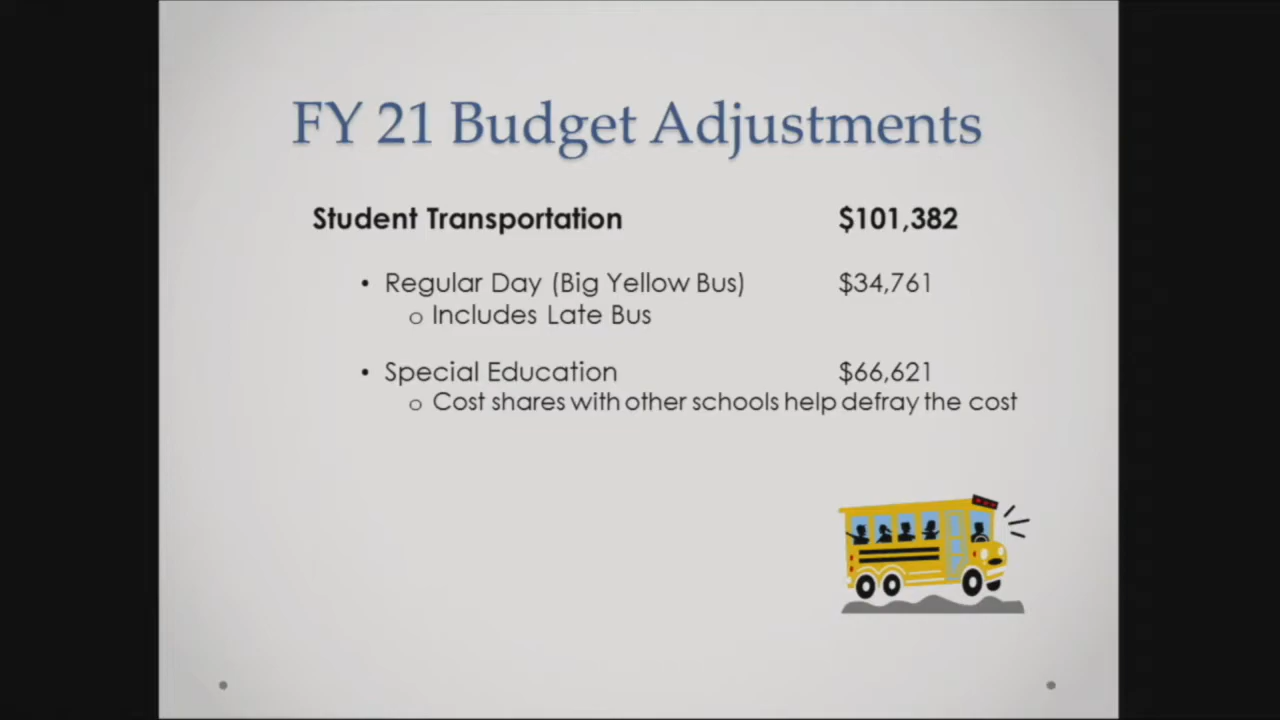 FY 21 Budget Adjustments
Student Transportation $101,382
• Regular Day (Big Yellow Bus) $34,761
o Includes Late Bus
• Special Education $66,621
o Cost shares with other schools help defray the cost